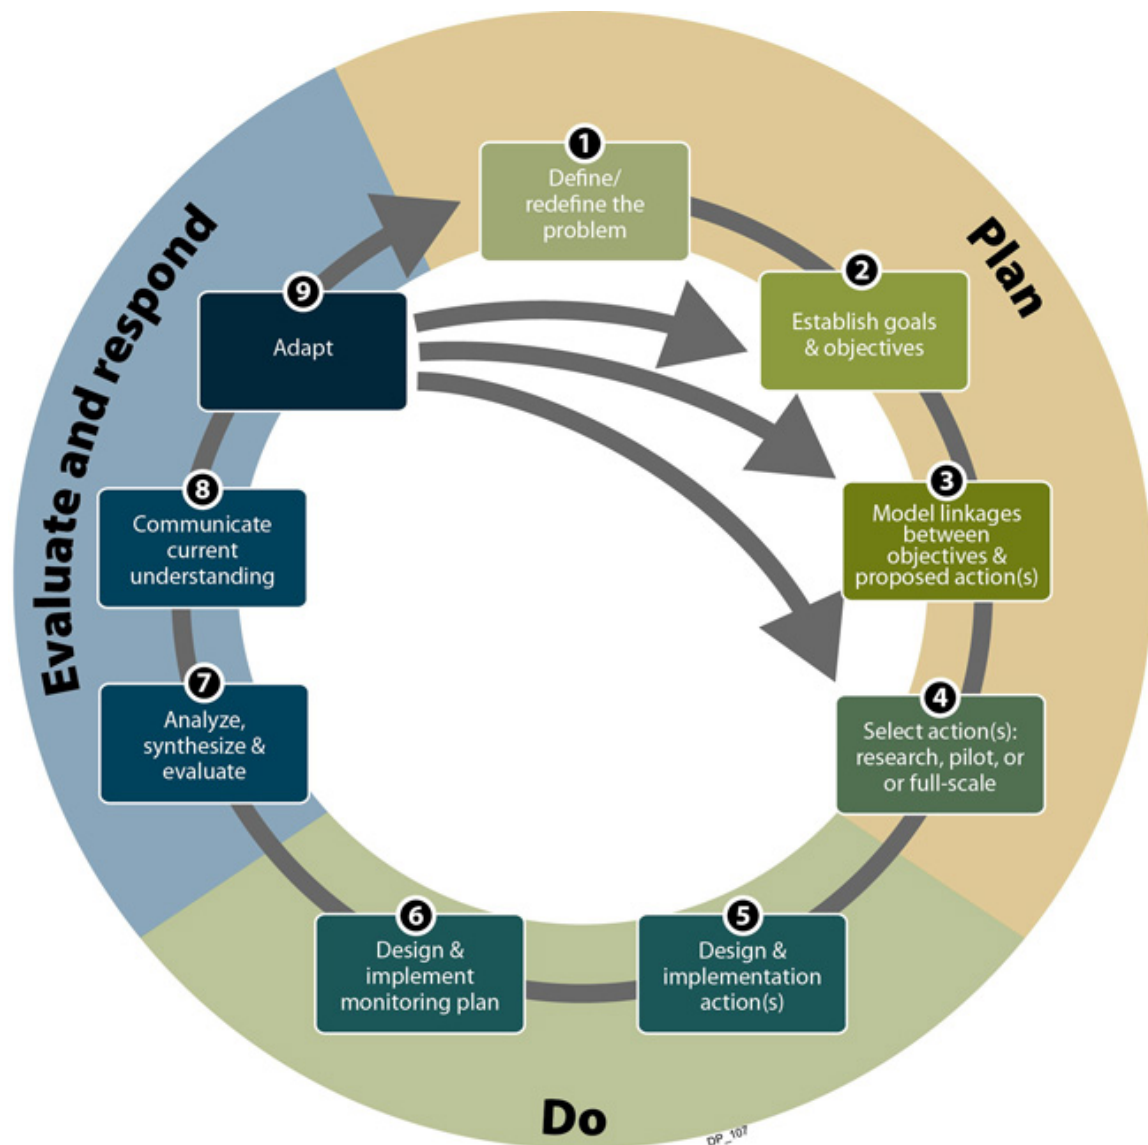 1
Define/
redefine the
problem
Plan
2
Establish goals
& objectives
3
Model linkages
between
objectives &
proposed action(s)
4
Select action(s):
research, pilot, or
or full-scale
5
Design &
implementation
action(s)
Do
6
Design &
implement
monitoring plan
7
Analyze,
synthesize &
evaluate
Evaluate and respond
8
Communicate
current
understanding
9
Adapt
DP_107